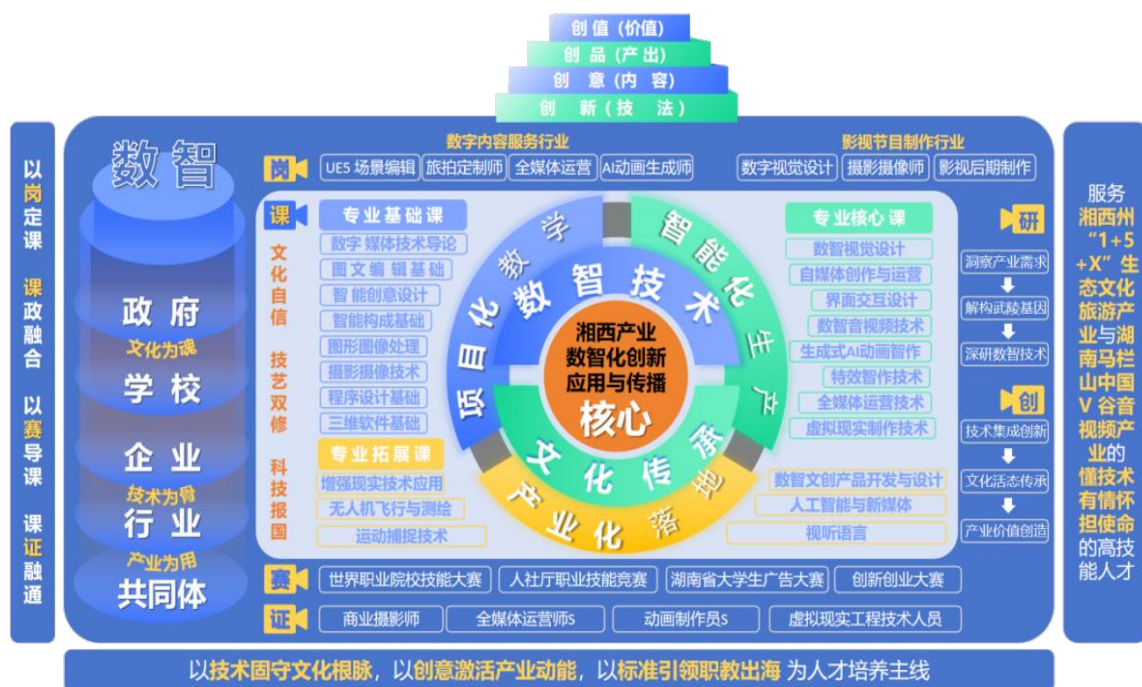 创值(价值)
创品(产出)
创意(内容)
创新(技法)
以岗定课 课政融合 以赛导课 课证融通
数智
政府
文化为魂
学校
企业
技术为骨
行业
产业为用
共同体
数字内容服务行业
影视节目制作行业
岗
UE5 场景编辑
旅拍定制师
全媒体运营
AI动画生成师
数字视觉设计
摄影摄像师
影视后期制作
课
文化自信 技艺双修 科技报国
专业基础课
数字 媒体技术导论
图文编辑基础
智能创意设计
智能构成基础
图形图像处理
摄影摄像技术
程序设计基础
三维软件基础
专业拓展课
增强现实技术应用
无人机飞行与测绘
运动捕捉技术
项目化教学
智能化生产
产业化落地
数智技术
文化传承
湘西产业
数智化创新
应用与传播
核心
专业核心课
数智视觉设计
自媒体创作与运营
界面交互设计
数智音视频技术
生成式AI动画智作
特效智作技术
全媒体运营技术
虚拟现实制作技术
数智文创产品开发与设计
人工智能与新媒体
视听语言
研
洞察产业需求
解构武陵基因
深研数智技术
创
技术集成创新
文化活态传承
产业价值创造
赛
世界职业院校技能大赛
人社厅职业技能竞赛
湖南省大学生广告大赛
创新创业大赛
证
商业摄影师
全媒体运营师S
动画制作员S
虚拟现实工程技术人员
服务
湘西州
“1+5
+X”生
态文化
旅游产
业与湖
南马栏
山中国
V 谷音
视频产
业的
懂技术
有情怀
担使命
的高技
能人才
以技术固守文化根脉，以创意激活产业动能，以标准引领职教出海 为人才培养主线